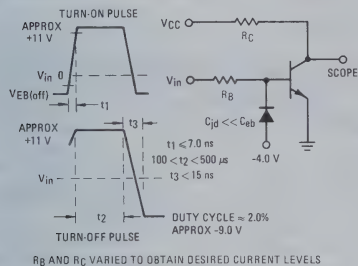 TURN-ON PULSE
APPROX
+11 V
Vin 0
VEB(off)
t1
APPROX
+11 V
t3
Vin
t1 ≤ 7.0 ns
100 < t2 < 500 μs
t3 < 15 ns
t2
DUTY CYCLE ≈ 2.0%
APPROX -9.0 V
TURN-OFF PULSE
VCC
RC
SCOPE
Vin
RB
Cjd << Ceb
-4.0 V
RB AND RC VARIED TO OBTAIN DESIRED CURRENT LEVELS